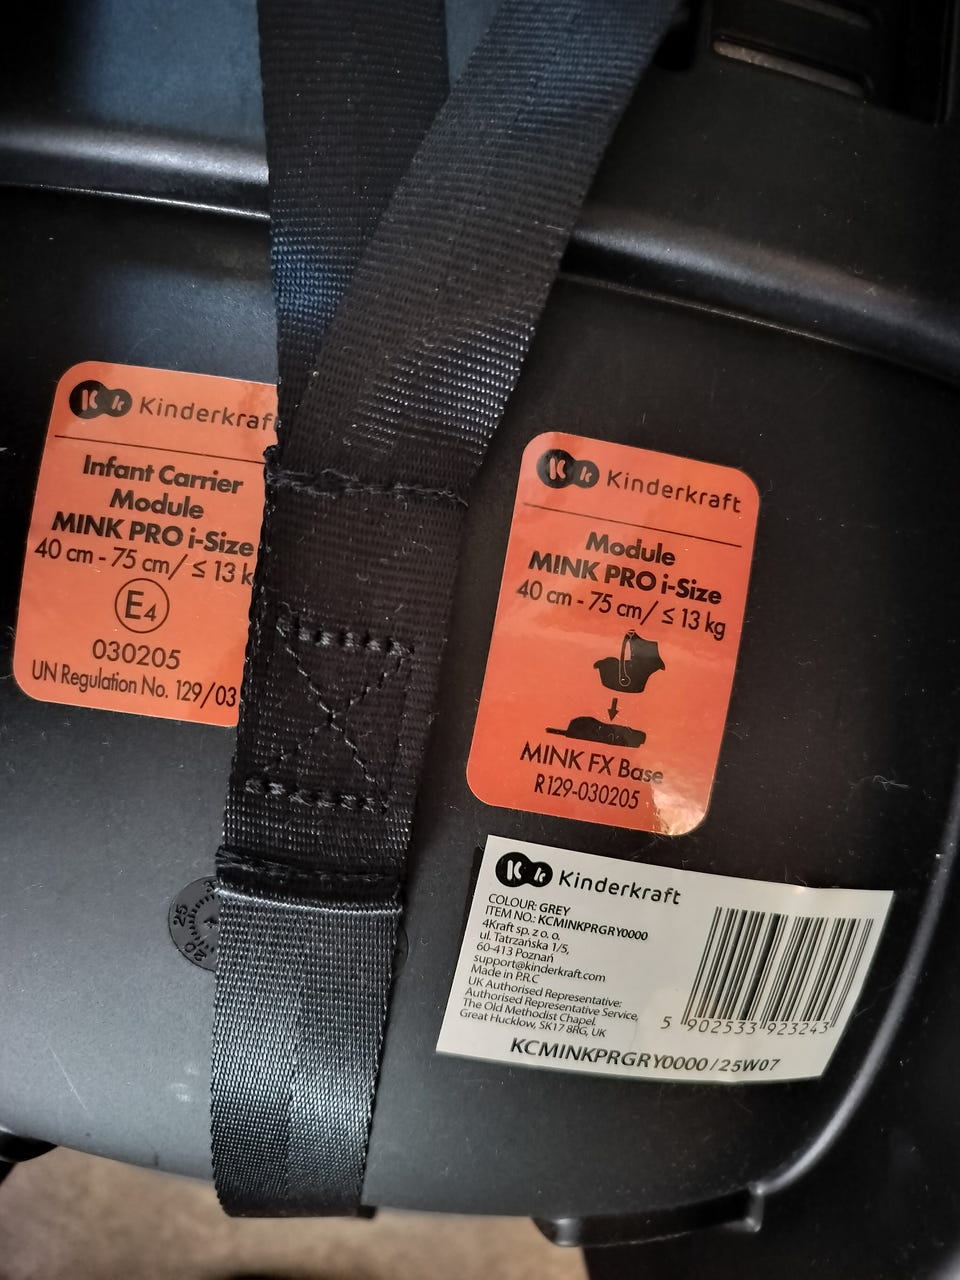 Kinderkraft
Infant Carrier
Module
MINK PRO i-Size
40 cm - 75 cm/ ≤ 13 k
E4
030205
UN Regulation No. 129/03
Kinderkraft
Module
MINK PRO i-Size
40 cm - 75 cm/ ≤ 13 kg
MINK FX Base
R129-030205
Kinderkraft
COLOUR: GREY
ITEM NO.: KCMINKPRGRY0000
4Kraft sp. z o. o.
ul. Tatrzańska 1/5,
60-413 Poznań
support@kinderkraft.com
Made in P.R.C
UK Authorised Representative:
Authorised Representative Service,
The Old Methodist Chapel.
Great Hucklow, SK17 8RG, UK
5 902533 923243
KCMINKPRGRY0000/25W07
25